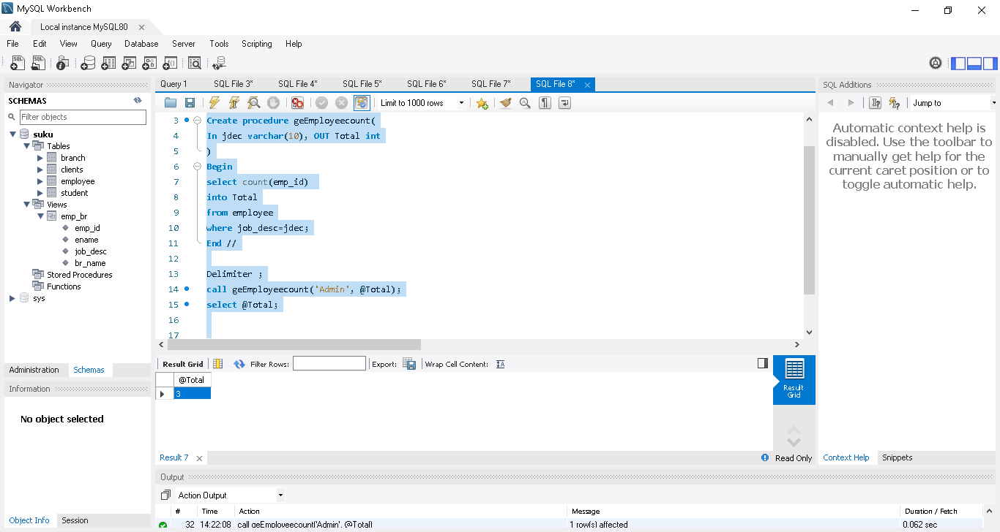 MySQL Workbench
Local instance MySQL80
File Edit View Query Database Server Tools Scripting Help
Navigator
SCHEMAS
Filter objects
suku
Tables
branch
clients
employee
student
Views
emp_br
emp_id
ename
job_desc
br_name
Stored Procedures
Functions
sys
Administration Schemas
Information
No object selected
Object Info Session
Query 1 SQL File 3* SQL File 4* SQL File 5* SQL File 6* SQL File 7* SQL File 8*
Limit to 1000 rows
3 Create procedure geEmployeecount(
4 In jdec varchar(10), OUT Total int
5 )
6 Begin
7 select count(emp_id)
8 into Total
9 from employee
10 where job_desc=jdec;
11 End //
12
13 Delimiter ;
14 call geEmployeecount('Admin', @Total);
15 select @Total;
16
17
Result Grid Filter Rows: Export: Wrap Cell Content:
@Total
3
Result Grid
Result 7
Read Only
Output
Action Output
# Time Action Message Duration / Fetch
32 14:22:08 call geEmployeecount('Admin', @Total) 1 row(s) affected 0.062 sec
SQL Additions
Jump to
Automatic context help is
disabled. Use the toolbar to
manually get help for the
current caret position or to
toggle automatic help.
Context Help Snippets